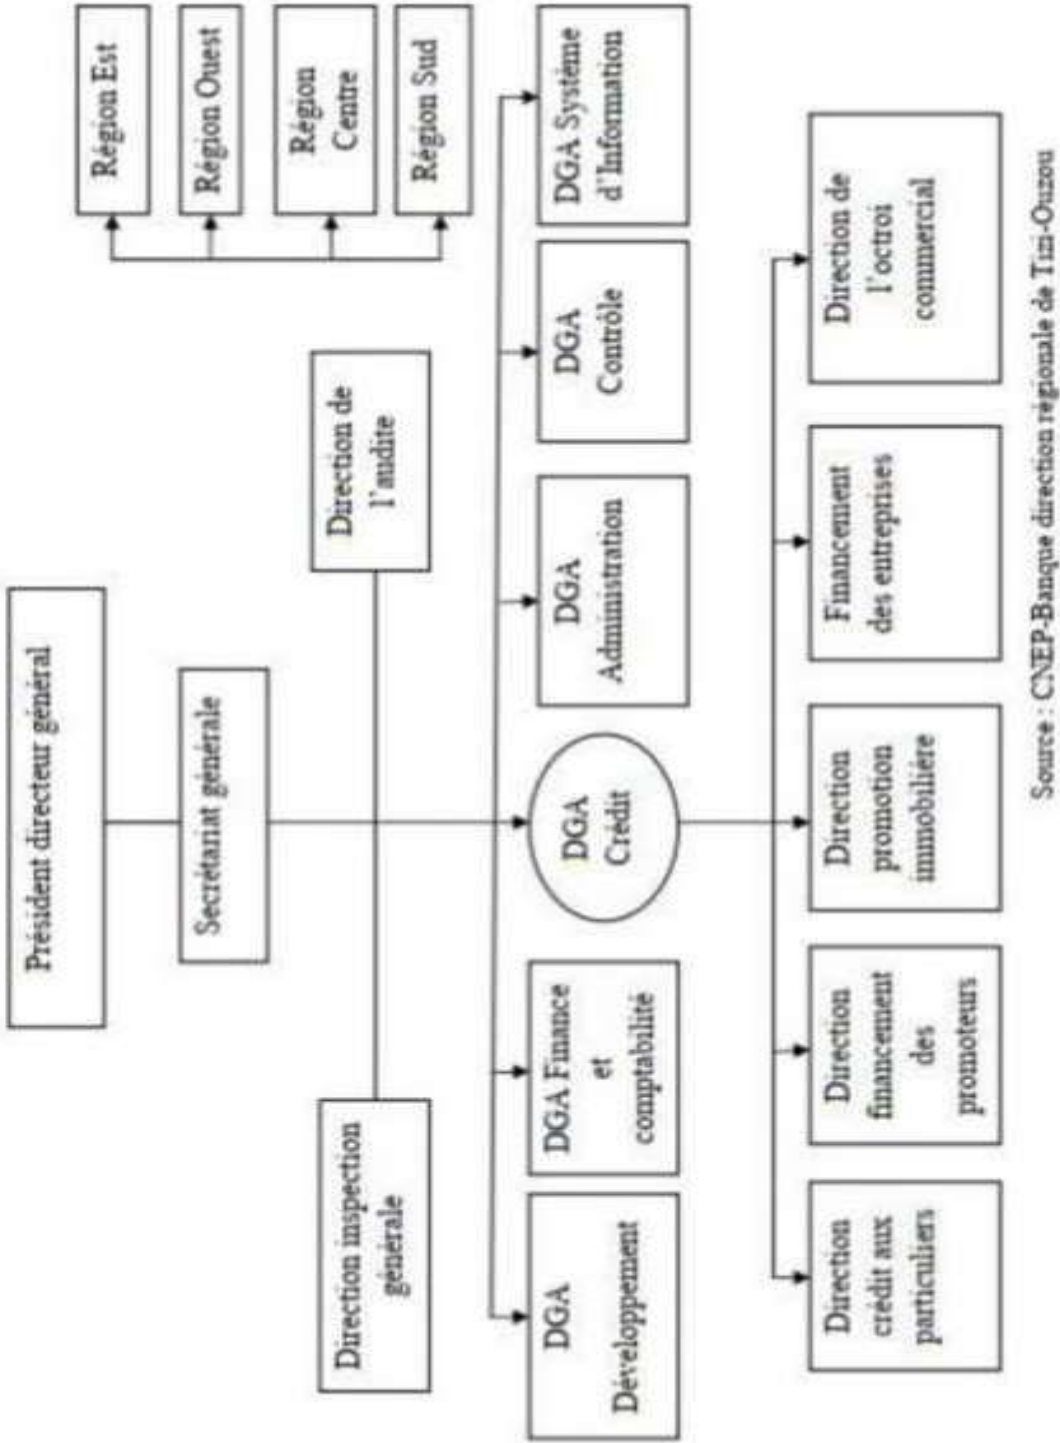 Président directeur général
Secrétariat générale
Région Est
Région Ouest
Région
Centre
Région Sud
Direction inspection
générale
Direction de
l'audite
DGA
Développement
DGA Finance
et
comptabilité
DGA
Crédit
DGA
Administration
DGA
Contrôle
DGA Système
d'Information
Direction
crédit aux
particuliers
Direction
financement
des
promoteurs
Direction
promotion
immobilière
Financement
des entreprises
Direction de
l'octroi
commercial
Source : CNEP-Banque direction régionale de Tizi-Ouzou